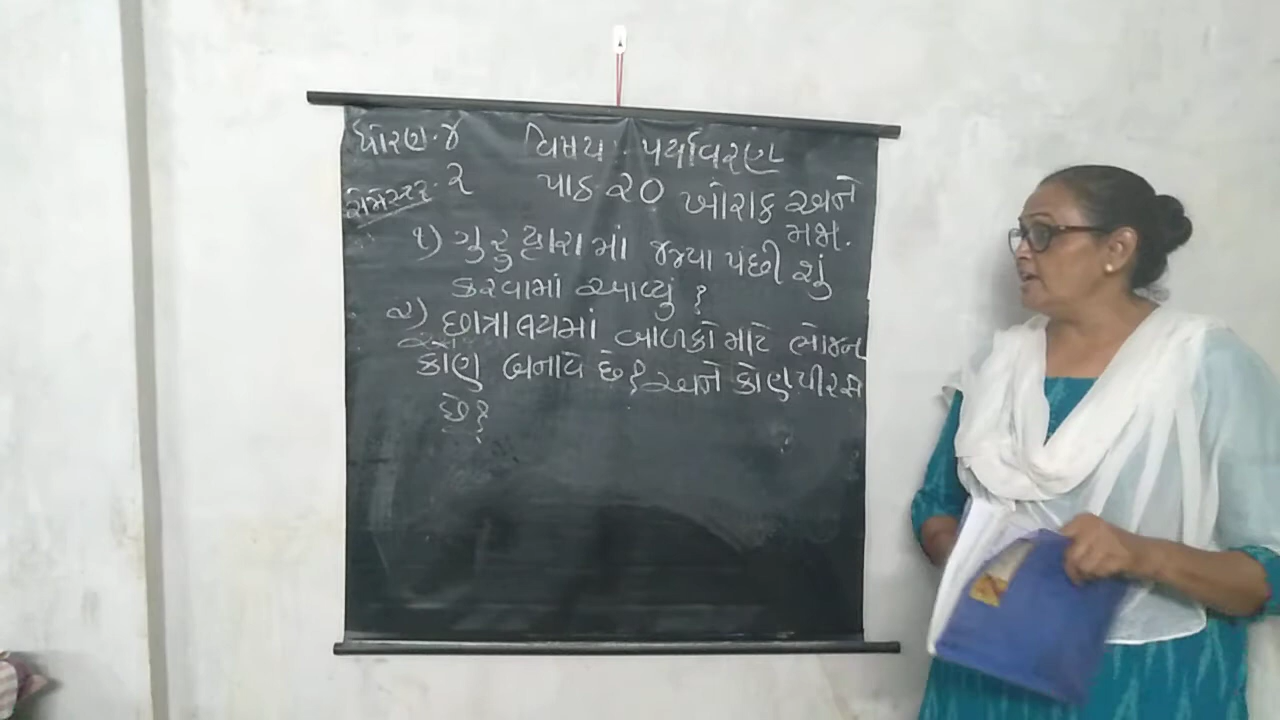 ધોરણ.૪ વિષય : પર્યાવરણ
સેમેસ્ટર. ૨ પાઠ ૨૦ ખોરાક અને
મજા.
૧) ગુરુદ્વારામાં જમ્યા પછી શું
કરવામાં આવ્યું ?
૨) છાત્રાલયમાં બાળકો માટે ભોજન
કોણ બનાવે છે? અને કોણ પીરસે
છે?